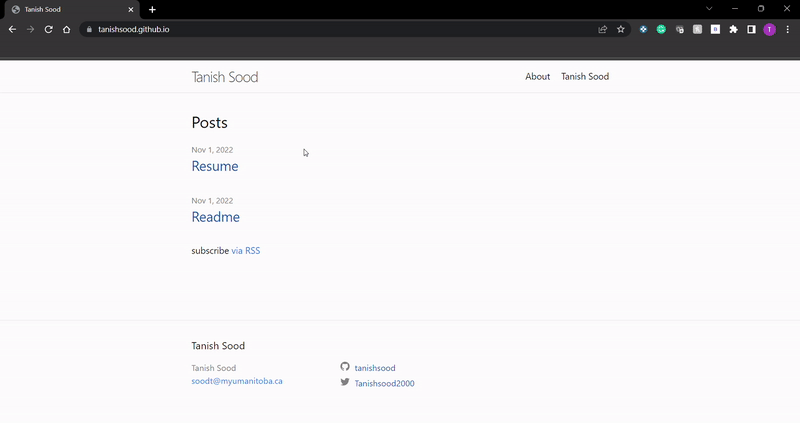 Tanish Sood
tanishsood.github.io
T
Tanish Sood
About
Tanish Sood
Posts
Nov 1, 2022
Resume
Nov 1, 2022
Readme
subscribe via RSS
Tanish Sood
Tanish Sood
soodt@myumanitoba.ca
tanishsood
Tanishsood2000